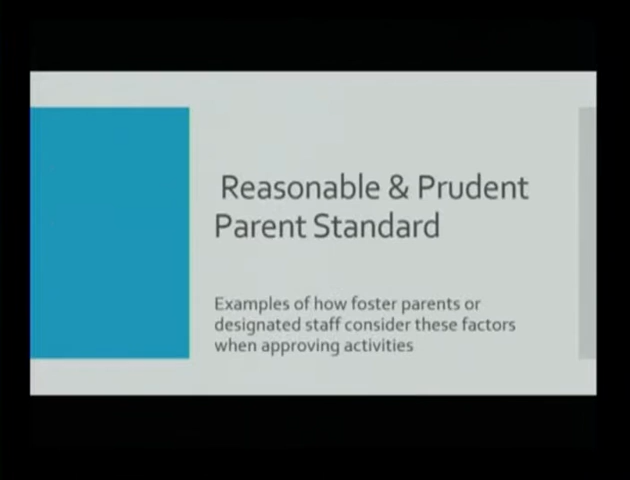 Reasonable & Prudent
Parent Standard
Examples of how foster parents or
designated staff consider these factors
when approving activities